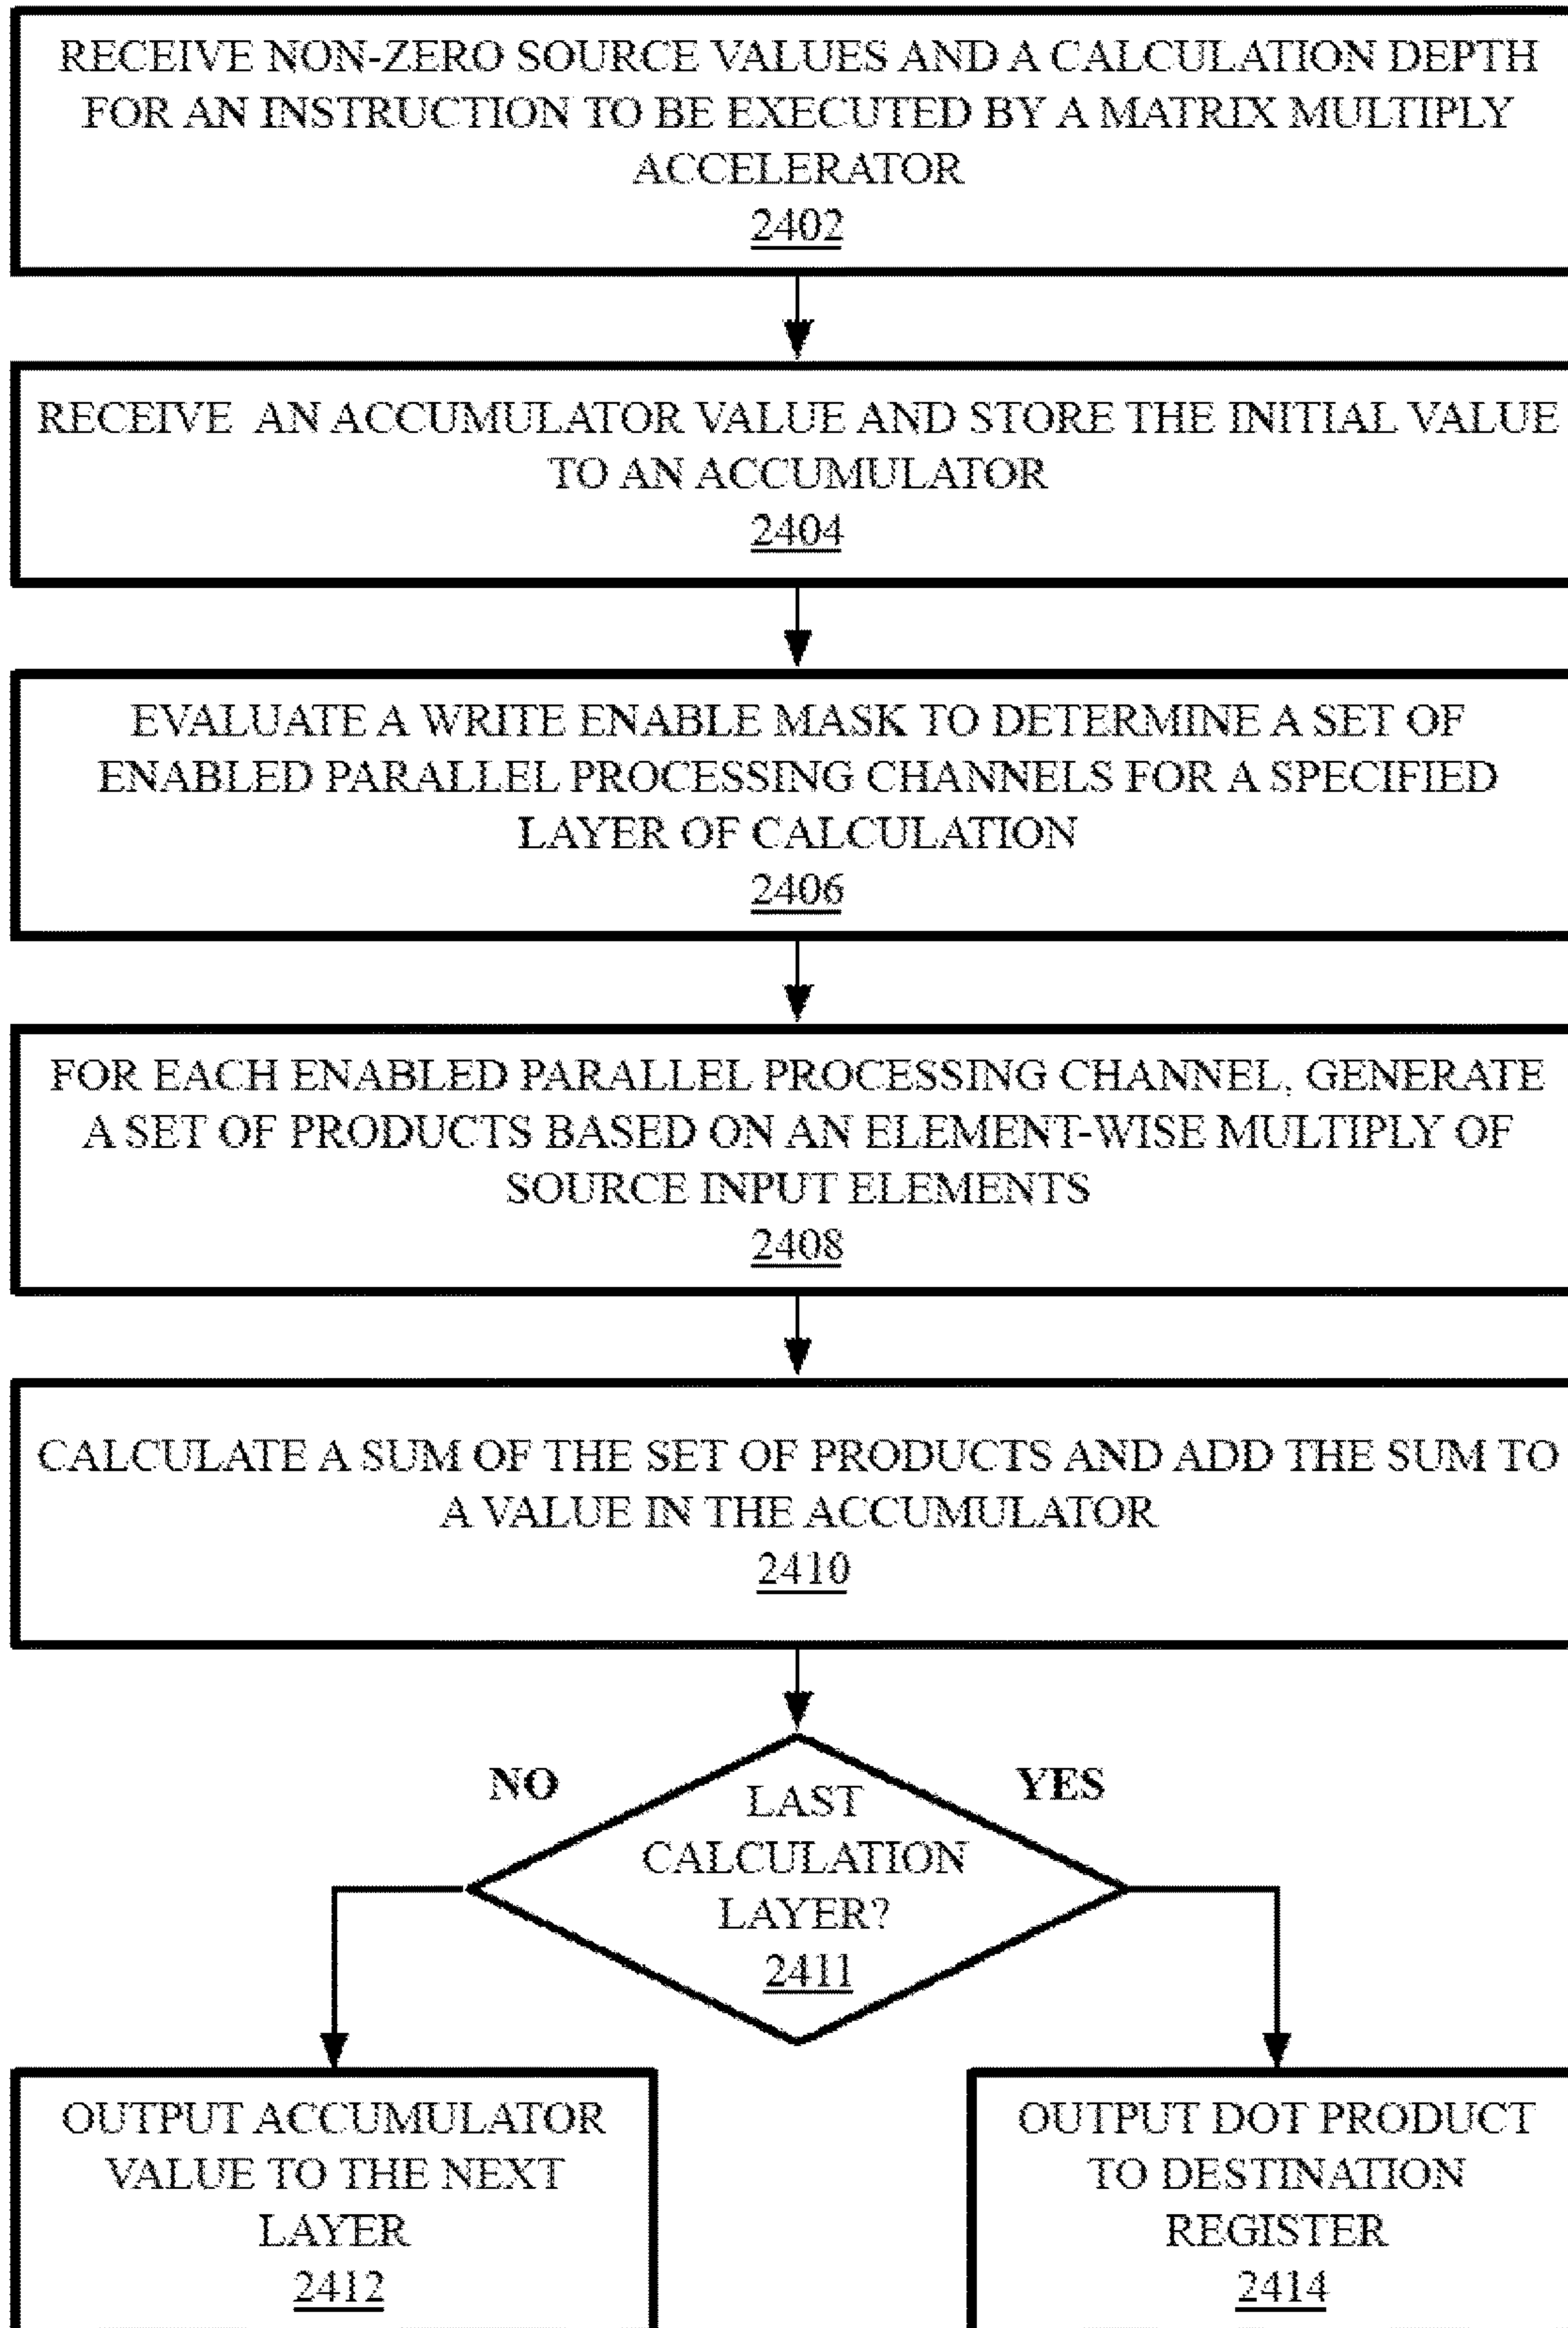 RECEIVE NON-ZERO SOURCE VALUES AND A CALCULATION DEPTH
FOR AN INSTRUCTION TO BE EXECUTED BY A MATRIX MULTIPLY
ACCELERATOR
2402
RECEIVE AN ACCUMULATOR VALUE AND STORE THE INITIAL VALUE
TO AN ACCUMULATOR
2404
EVALUATE A WRITE ENABLE MASK TO DETERMINE A SET OF
ENABLED PARALLEL PROCESSING CHANNELS FOR A SPECIFIED
LAYER OF CALCULATION
2406
FOR EACH ENABLED PARALLEL PROCESSING CHANNEL, GENERATE
A SET OF PRODUCTS BASED ON AN ELEMENT-WISE MULTIPLY OF
SOURCE INPUT ELEMENTS
2408
CALCULATE A SUM OF THE SET OF PRODUCTS AND ADD THE SUM TO
A VALUE IN THE ACCUMULATOR
2410
NO
YES
LAST
CALCULATION
LAYER?
2411
OUTPUT ACCUMULATOR
VALUE TO THE NEXT
LAYER
2412
OUTPUT DOT PRODUCT
TO DESTINATION
REGISTER
2414